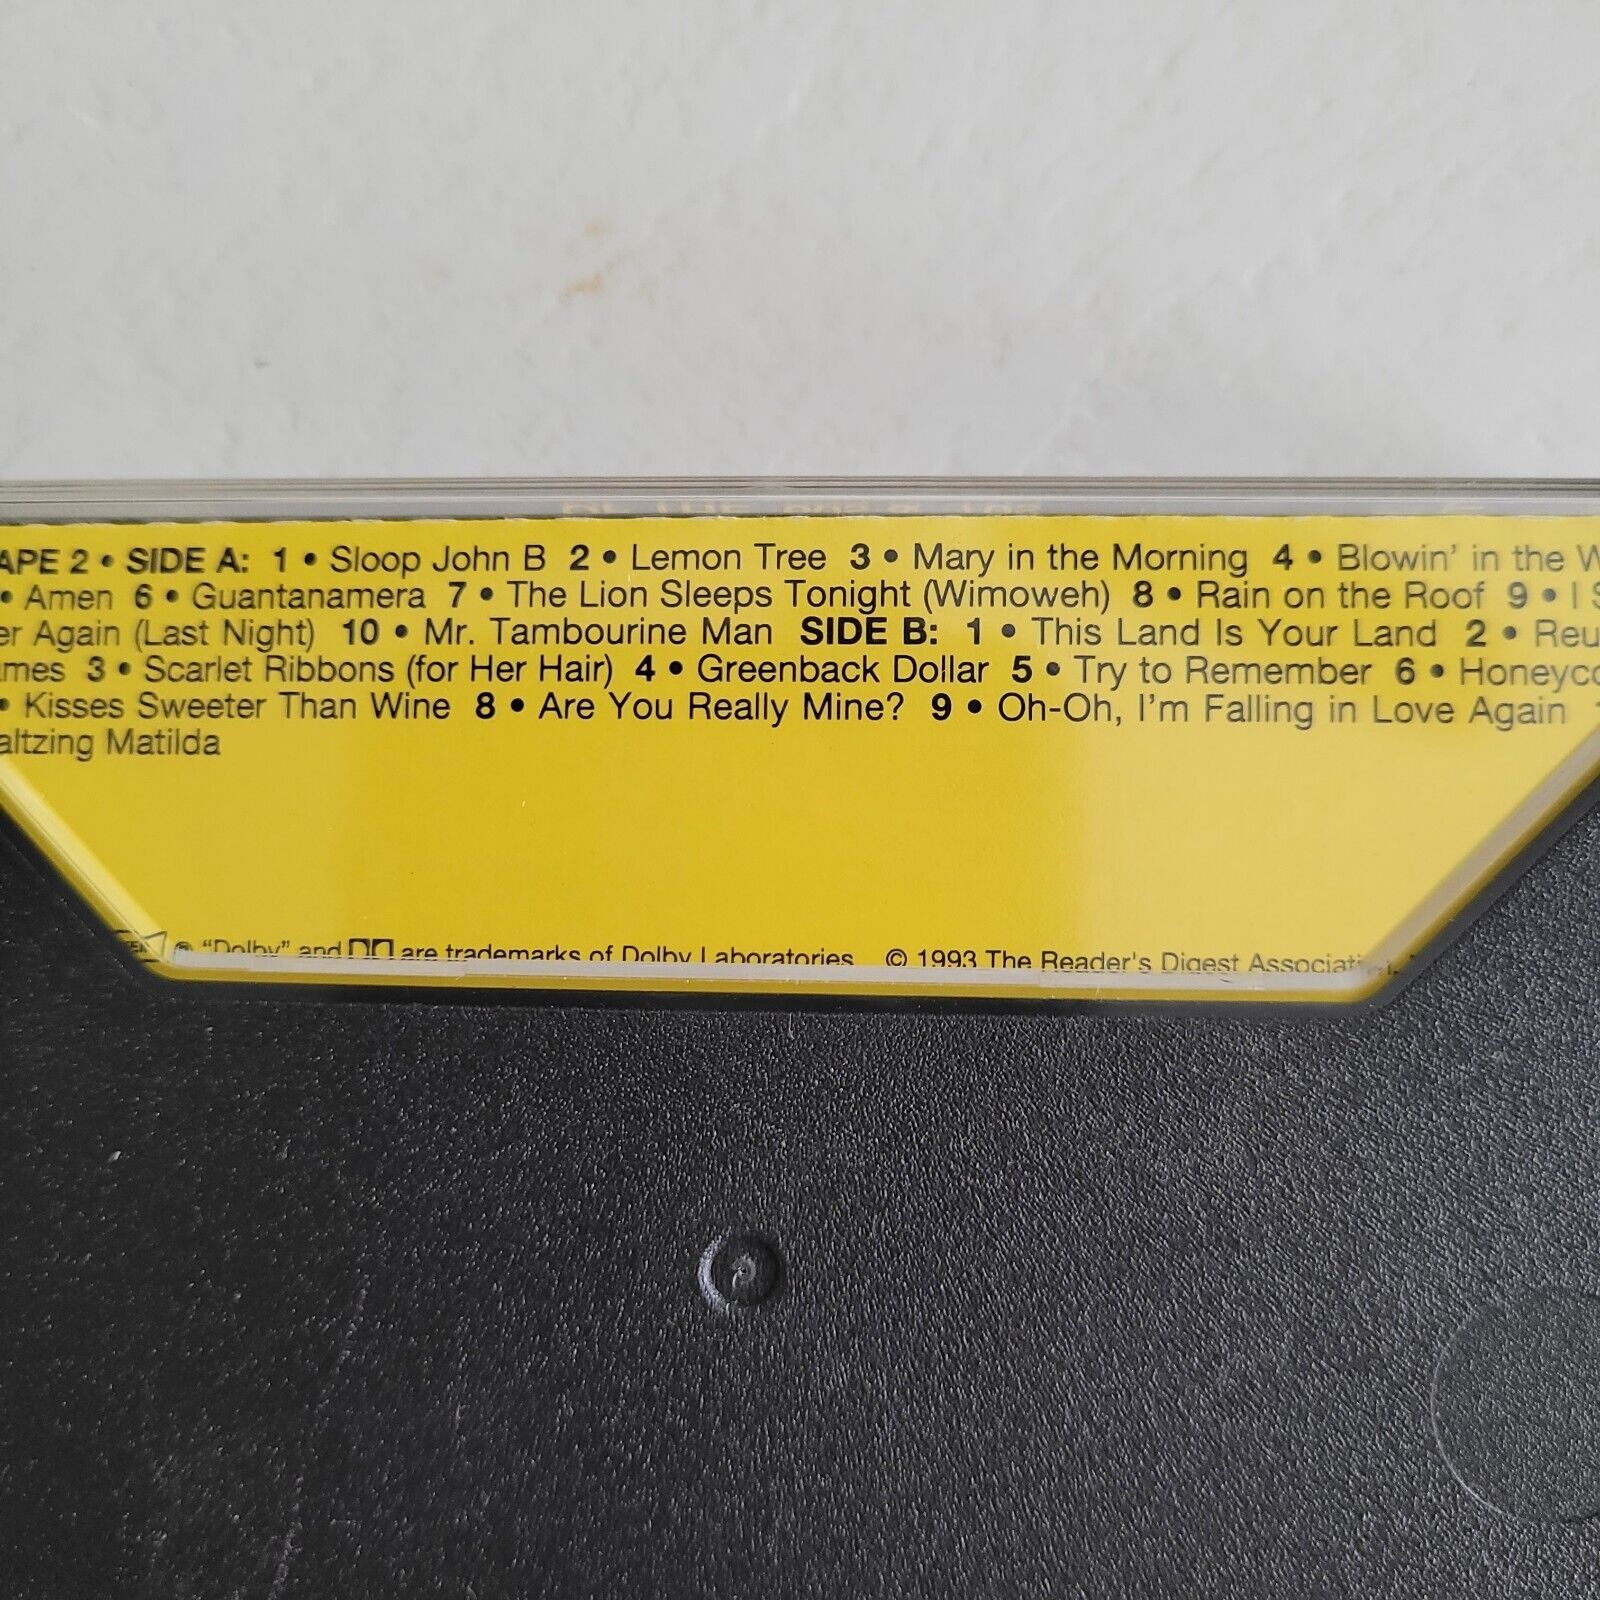 APE 2 • SIDE A: 1 • Sloop John B 2 • Lemon Tree 3 • Mary in the Morning 4 • Blowin' in the W
• Amen 6 • Guantanamera 7 • The Lion Sleeps Tonight (Wimoweh) 8 • Rain on the Roof 9 • I S
er Again (Last Night) 10 • Mr. Tambourine Man SIDE B: 1 • This Land Is Your Land 2 • Reu
ames 3 • Scarlet Ribbons (for Her Hair) 4 • Greenback Dollar 5 • Try to Remember 6 • Honeyco
• Kisses Sweeter Than Wine 8 • Are You Really Mine? 9 • Oh-Oh, I'm Falling in Love Again
altzing Matilda
® "Dolby" and are trademarks of Dolby Laboratories © 1993 The Reader's Digest Associati